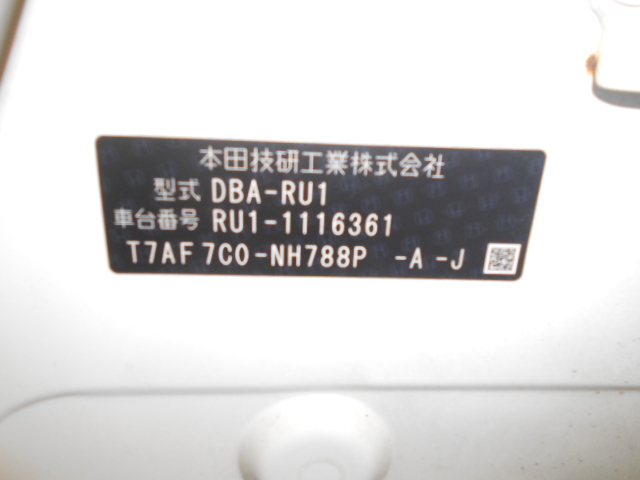 本田技研工業株式会社
型式 DBA-RU1
車台番号 RU1-1116361
T7AF 7C0-NH788P -A -J